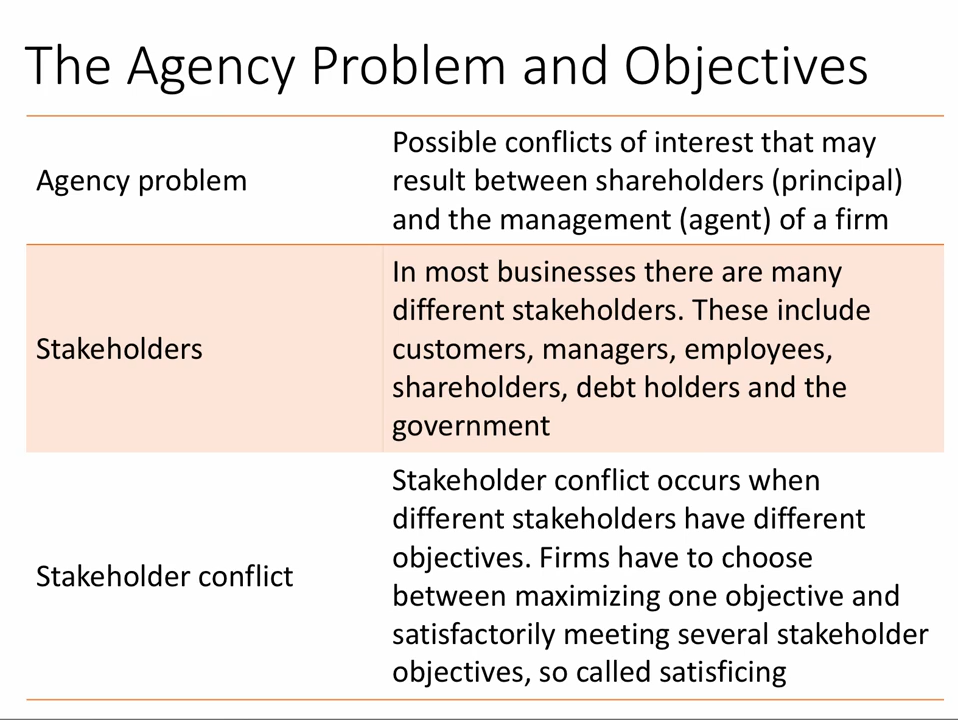 The Agency Problem and Objectives
Agency problem
Possible conflicts of interest that may
result between shareholders (principal)
and the management (agent) of a firm
Stakeholders
In most businesses there are many
different stakeholders. These include
customers, managers, employees,
shareholders, debt holders and the
government
Stakeholder conflict
Stakeholder conflict occurs when
different stakeholders have different
objectives. Firms have to choose
between maximizing one objective and
satisfactorily meeting several stakeholder
objectives, so called satisficing